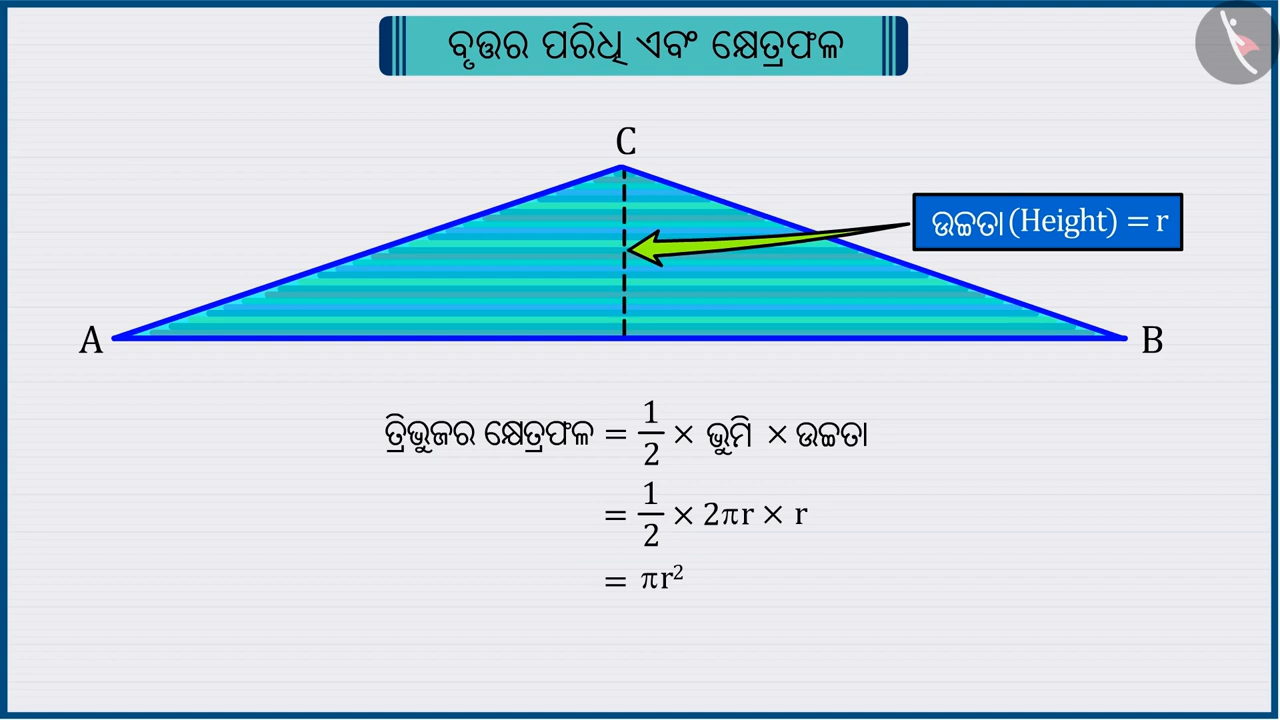 ବୃତ୍ତର ପରିଧି ଏବଂ କ୍ଷେତ୍ରଫଳ
C
ଉଚ୍ଚତା (Height) = r
A
B
ତ୍ରିଭୁଜର କ୍ଷେତ୍ରଫଳ = 1/2 × ଭୁମି × ଉଚ୍ଚତା
= 1/2 × 2πr × r
= πr²